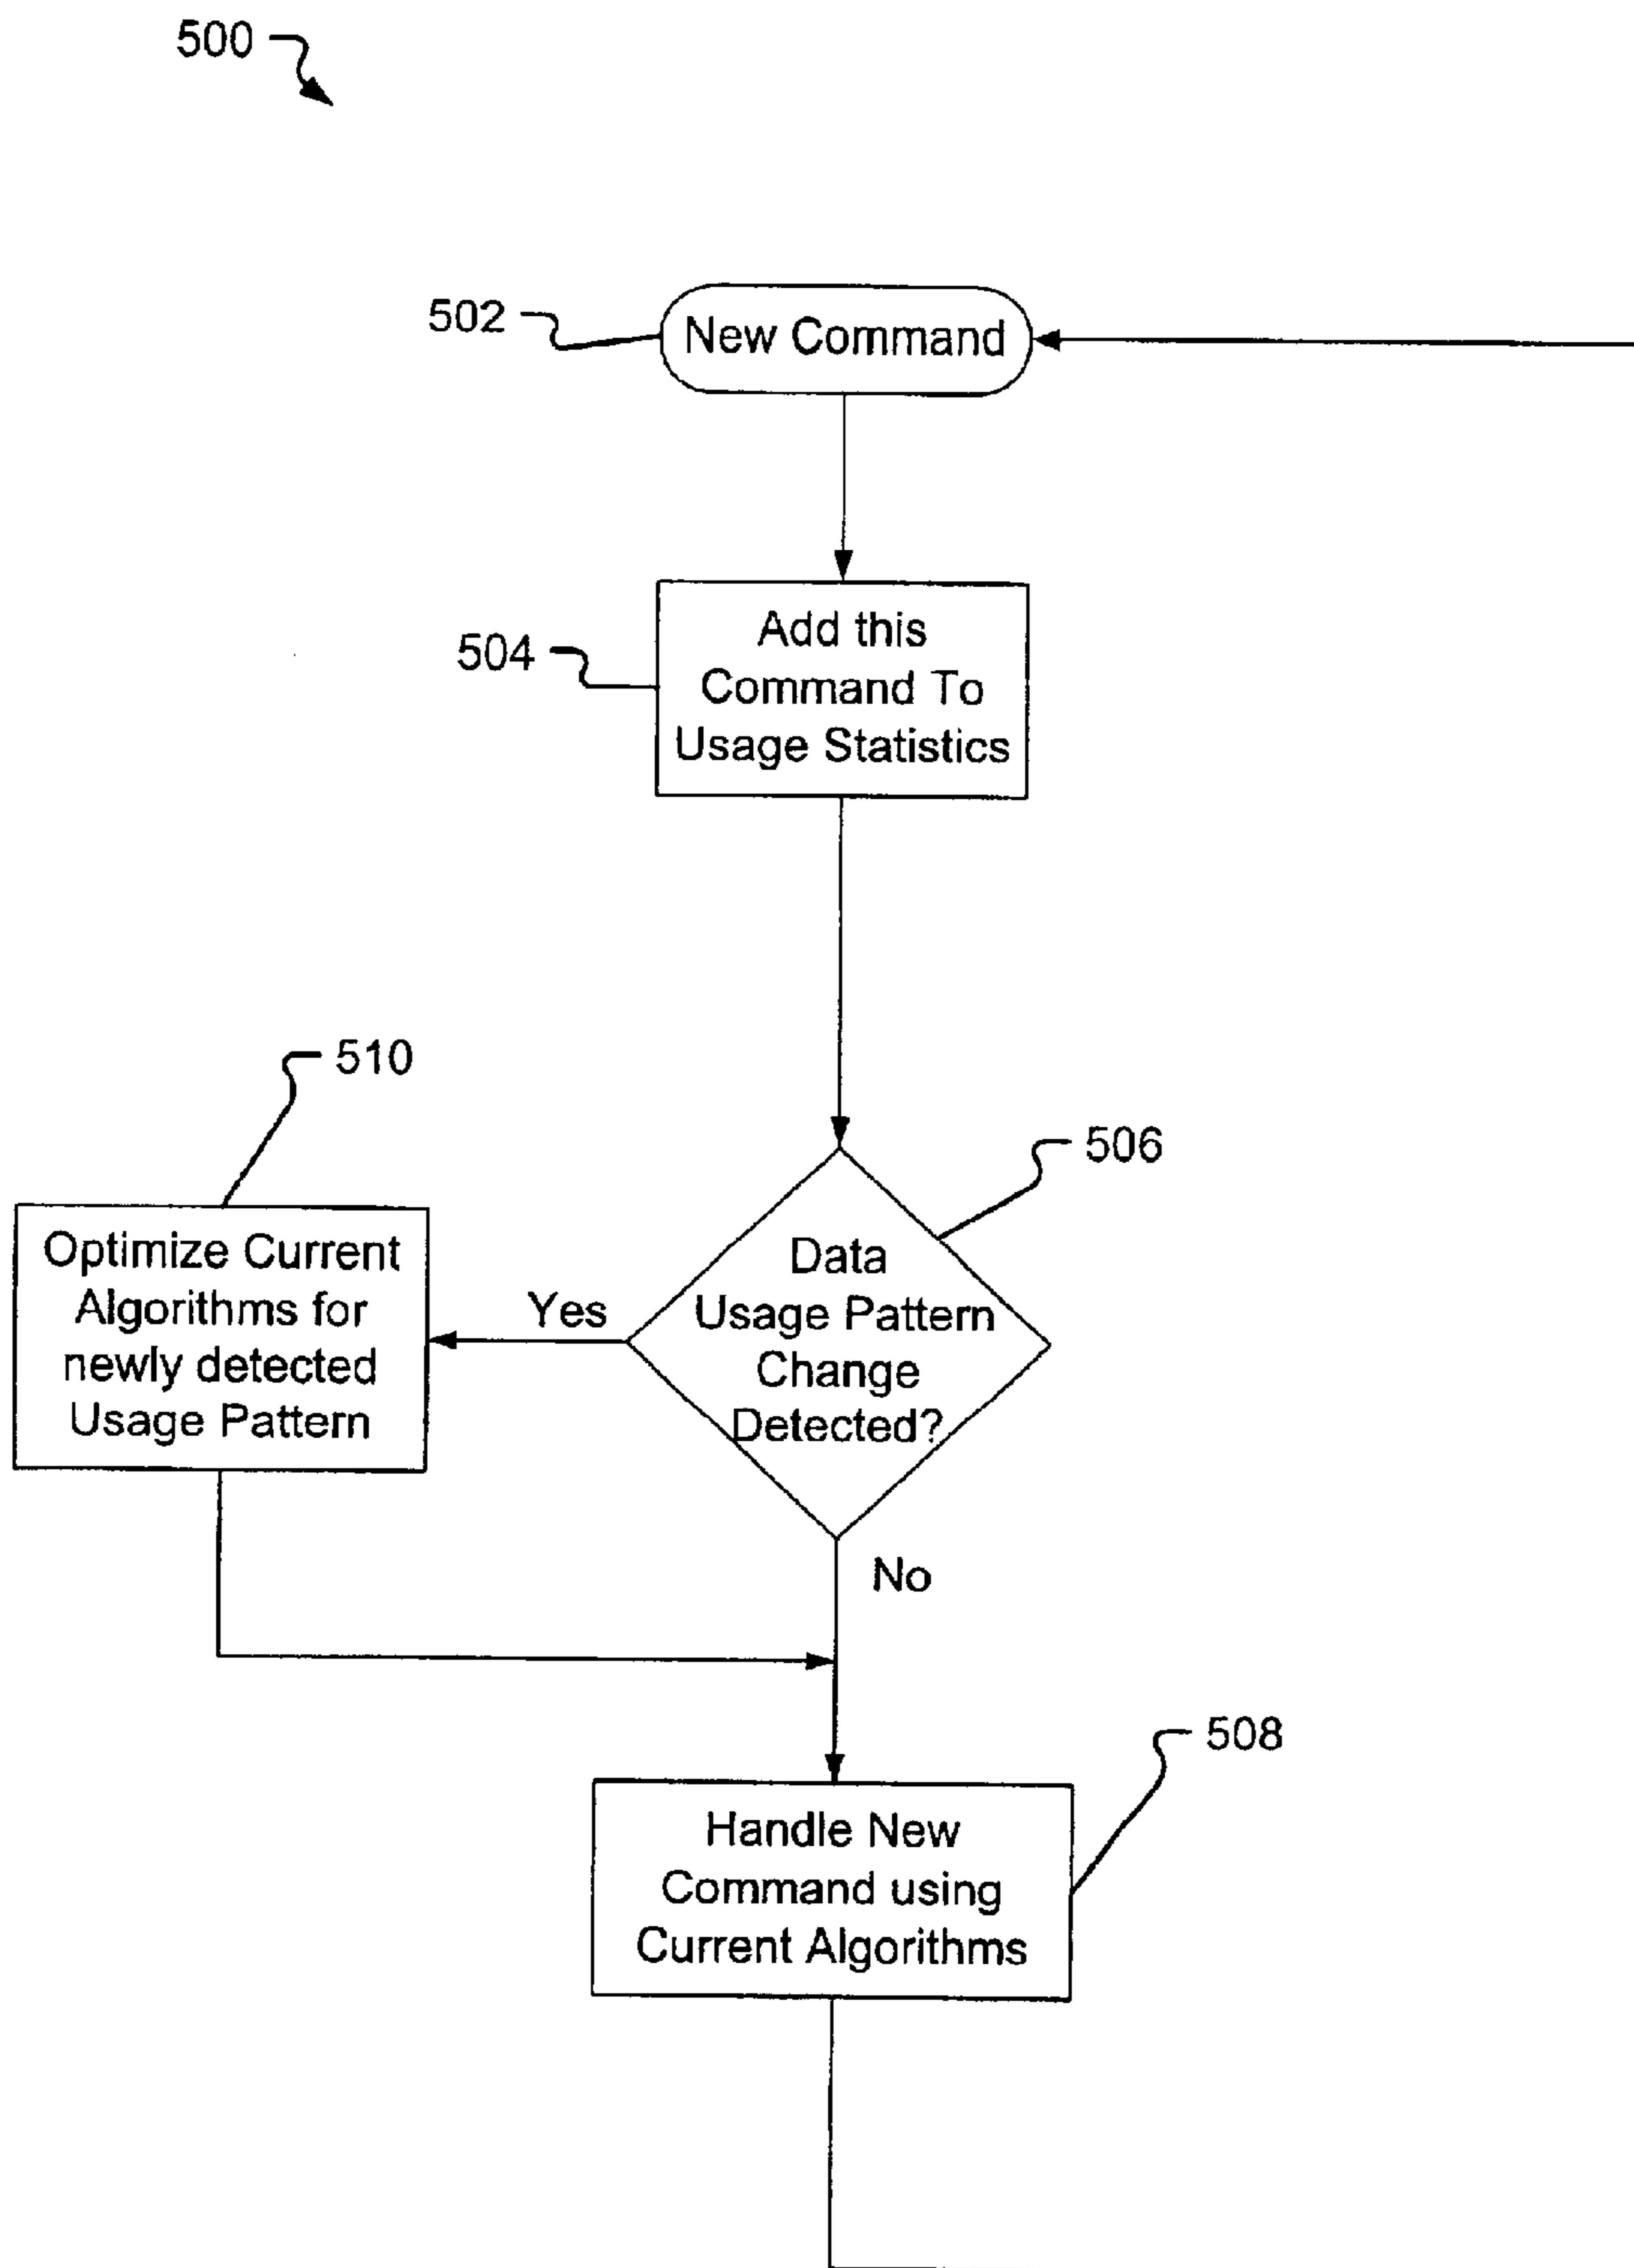 500
502
New Command
504
Add this
Command To
Usage Statistics
510
506
Optimize Current
Algorithms for
newly detected
Usage Pattern
Yes
Data
Usage Pattern
Change
Detected?
No
508
Handle New
Command using
Current Algorithms